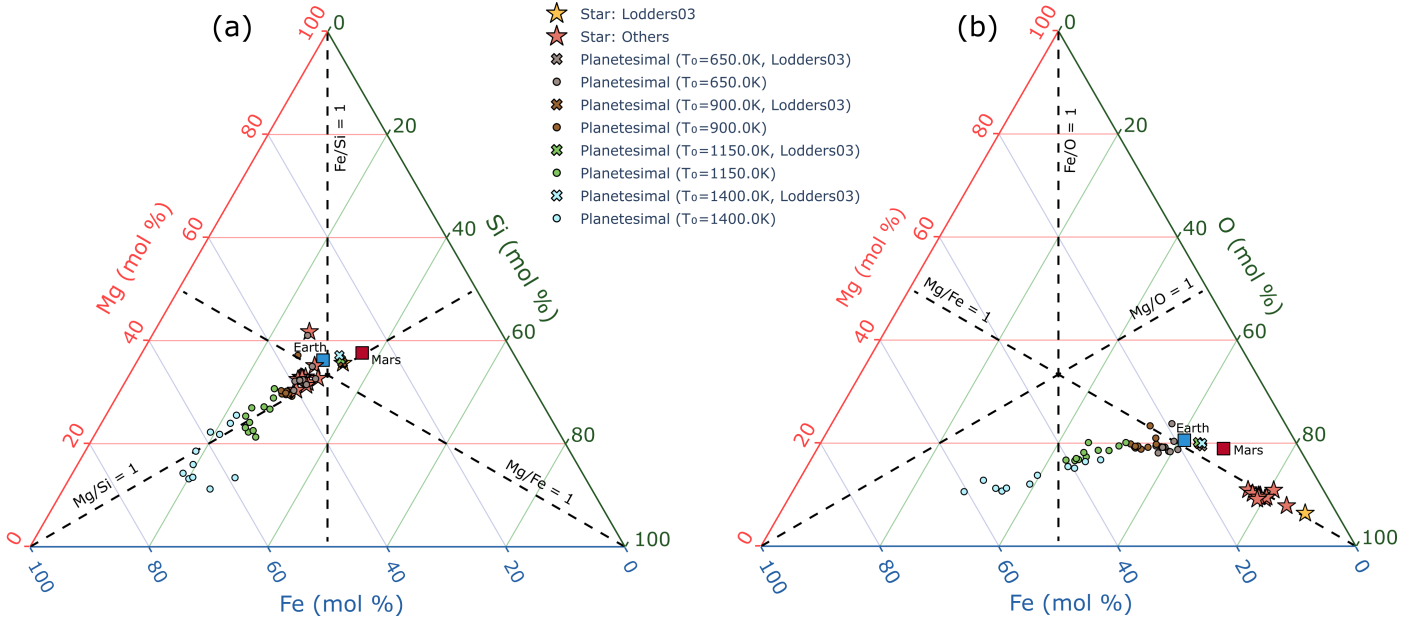 (a)
100
0
80
20
Fe/Si = 1
60
40
Mg (mol %)
Si (mol %)
40
60
Earth
Mars
20
80
Mg/Si = 1
Mg/Fe = 1
0
100
100
80
60
40
20
0
Fe (mol %)
Star: Lodders03
Star: Others
Planetesimal (T₀=650.0K, Lodders03)
Planetesimal (T₀=650.0K)
Planetesimal (T₀=900.0K, Lodders03)
Planetesimal (T₀=900.0K)
Planetesimal (T₀=1150.0K, Lodders03)
Planetesimal (T₀=1150.0K)
Planetesimal (T₀=1400.0K, Lodders03)
Planetesimal (T₀=1400.0K)
(b)
100
0
80
20
Fe/O = 1
60
40
Mg (mol %)
O (mol %)
Mg/Fe = 1
Mg/O = 1
40
60
Earth
Mars
20
80
0
100
100
80
60
40
20
0
Fe (mol %)